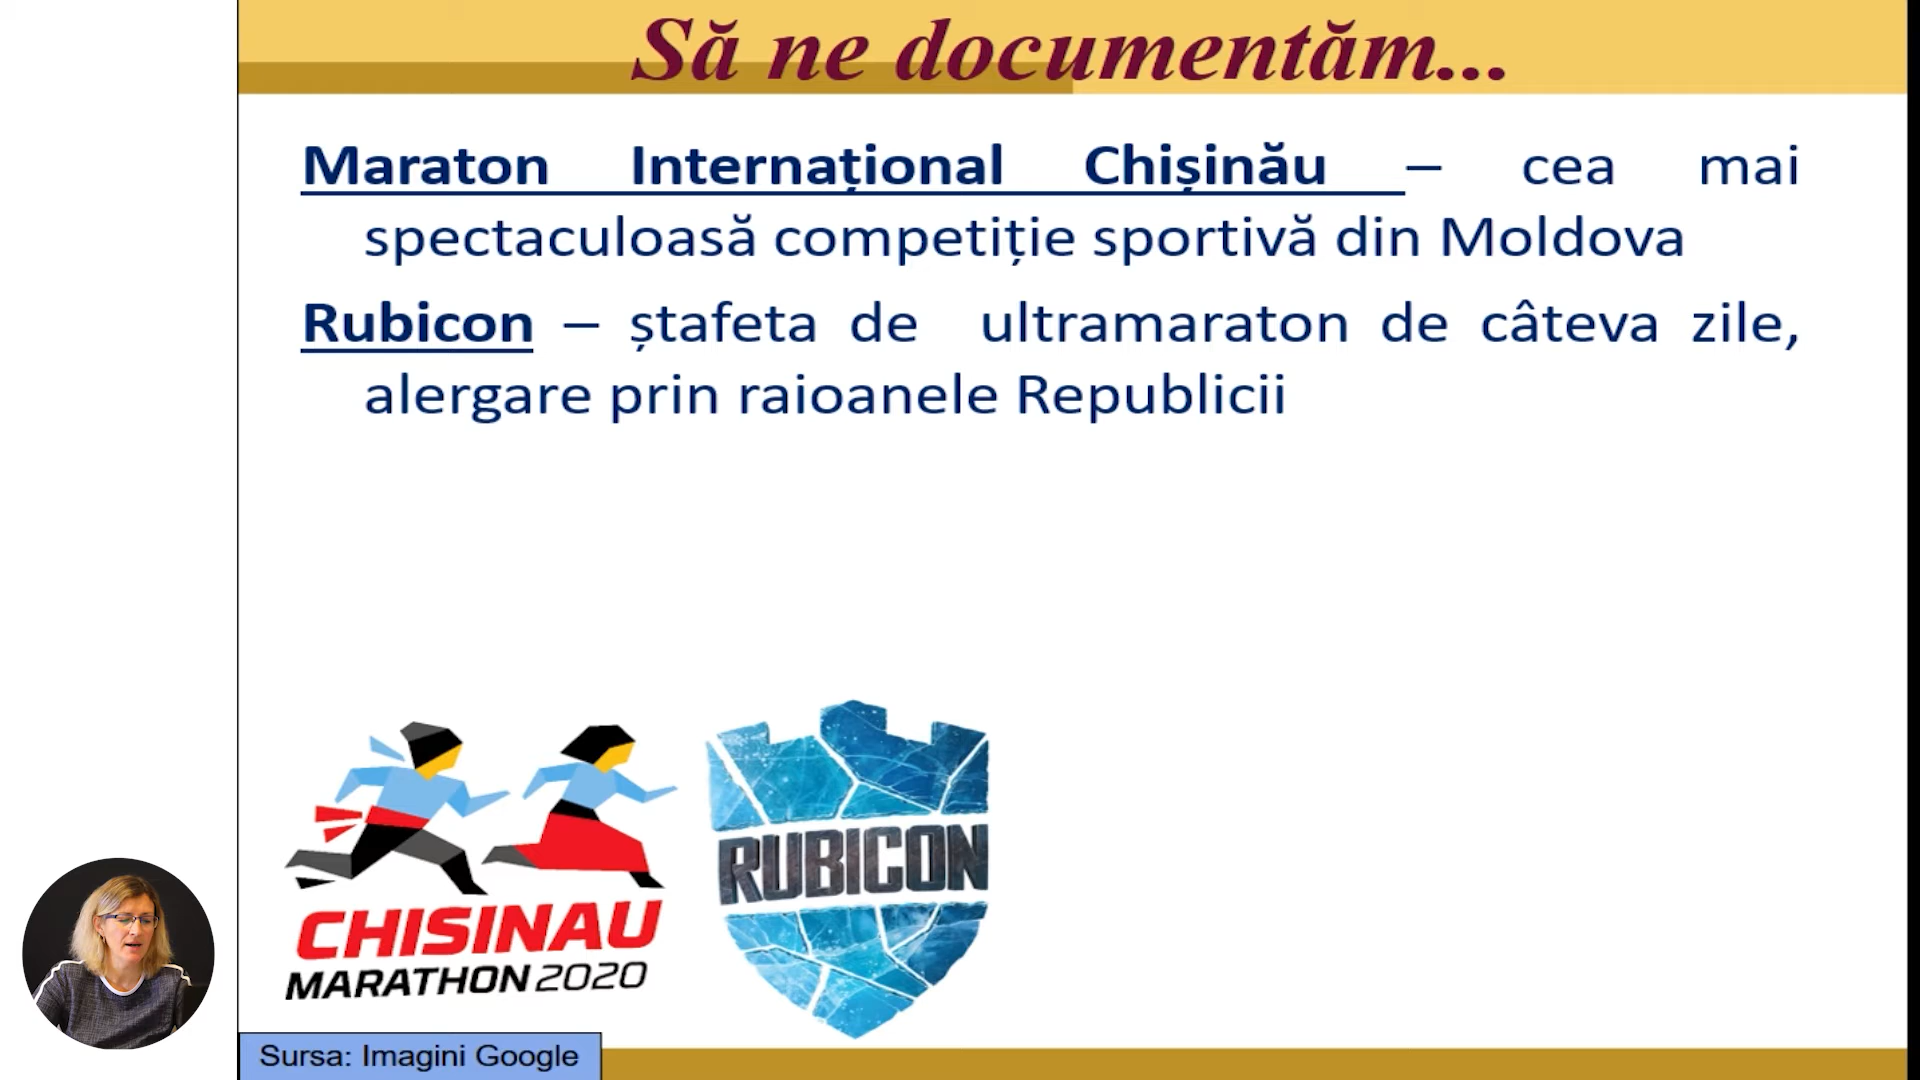 Să ne documentăm...
Maraton Internațional Chișinău – cea mai
spectaculoasă competiție sportivă din Moldova
Rubicon – ștafeta de ultramaraton de câteva zile,
alergare prin raioanele Republicii
CHISINAU
MARATHON 2020
RUBICON
Sursa: Imagini Google